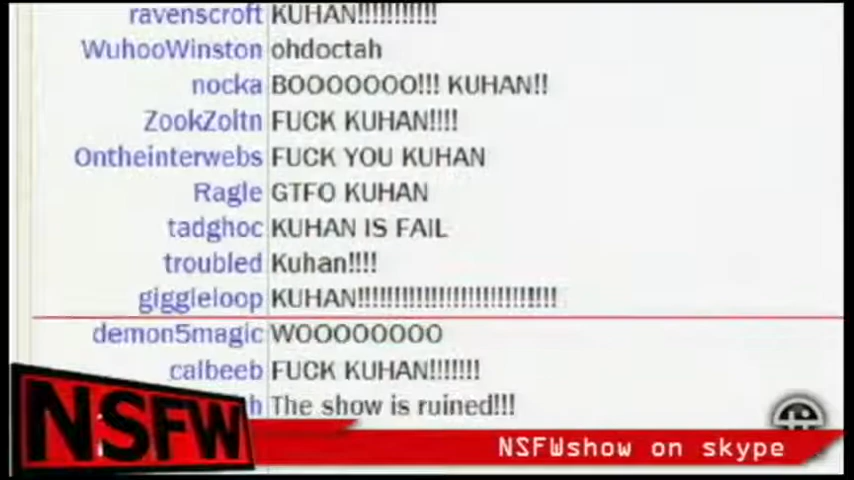 ravenscroft KUHAN!!!!!!!!!!!
WuhooWinston ohdoctah
nocka BOOOOOOO!!! KUHAN!!
ZookZoltn FUCK KUHAN!!!!
Ontheinterwebs FUCK YOU KUHAN
Ragle GTFO KUHAN
tadghoc KUHAN IS FAIL
troubled Kuhan!!!!
giggleloop KUHAN!!!!!!!!!!!!!!!!!!!!!!!!!!!
demon5magic WOOOOOOOO
calbeeb FUCK KUHAN!!!!!!!
h The show is ruined!!!
NSFW
NSFWshow on skype